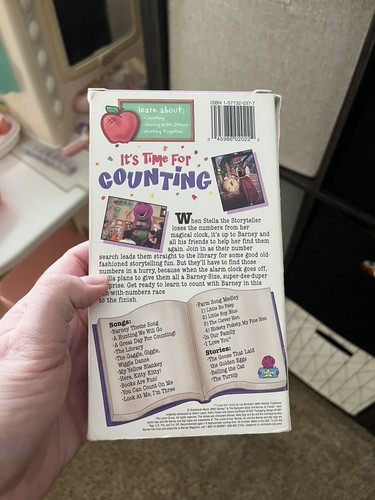 learn about:
· Counting
· Sharing With Others
· Working Together
ISBN 1-57132-037-7
45986 02022
It's Time For
COUNTING
When Stella the Storyteller
loses the numbers from her
magical clock, it's up to Barney and
all his friends to help her find them
again. Join in as their number
search leads them straight to the library for some good old-
fashioned storytelling fun. But they'll have to find those
numbers in a hurry, because when the alarm clock goes off,
lla plans to give them all a Barney-Size, super-dee-duper
prise. Get ready to learn to count with Barney in this
-with-numbers race
to the finish.
Songs:
·Barney Theme Song
·A Hunting We Will Go
·A Great Day For Counting!
·The Library
·The Gaggle, Giggle,
Wiggle Dance
·My Yellow Blankey
·Here, Kitty Kitty!
·Books Are Fun!
·You Can Count On Me
·Look At Me, I'm Three
·Farm Song Medley
1) Little Bo Peep
2) Little Boy Blue
3) The Clever Hen
4) Hickety Pickety, My Fine Hen
·In Our Family
·I Love You*
Stories:
·The Goose That Laid
the Golden Eggs
·Belling the Cat
·The Turnip